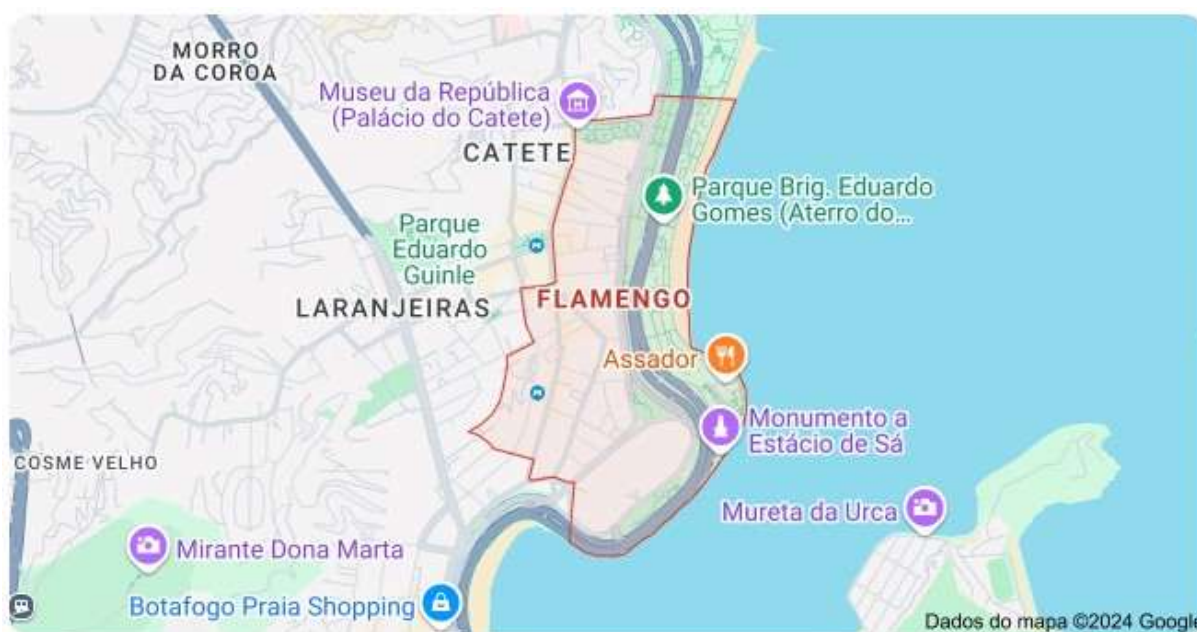 MORRO
DA COROA
Museu da República
(Palácio do Catete)
CATETE
Parque Brig. Eduardo
Gomes (Aterro do...
Parque
Eduardo
Guinle
FLAMENGO
LARANJEIRAS
Assador
Monumento a
Estácio de Sá
COSME VELHO
Mureta da Urca
Mirante Dona Marta
Botafogo Praia Shopping
Dados do mapa ©2024 Google